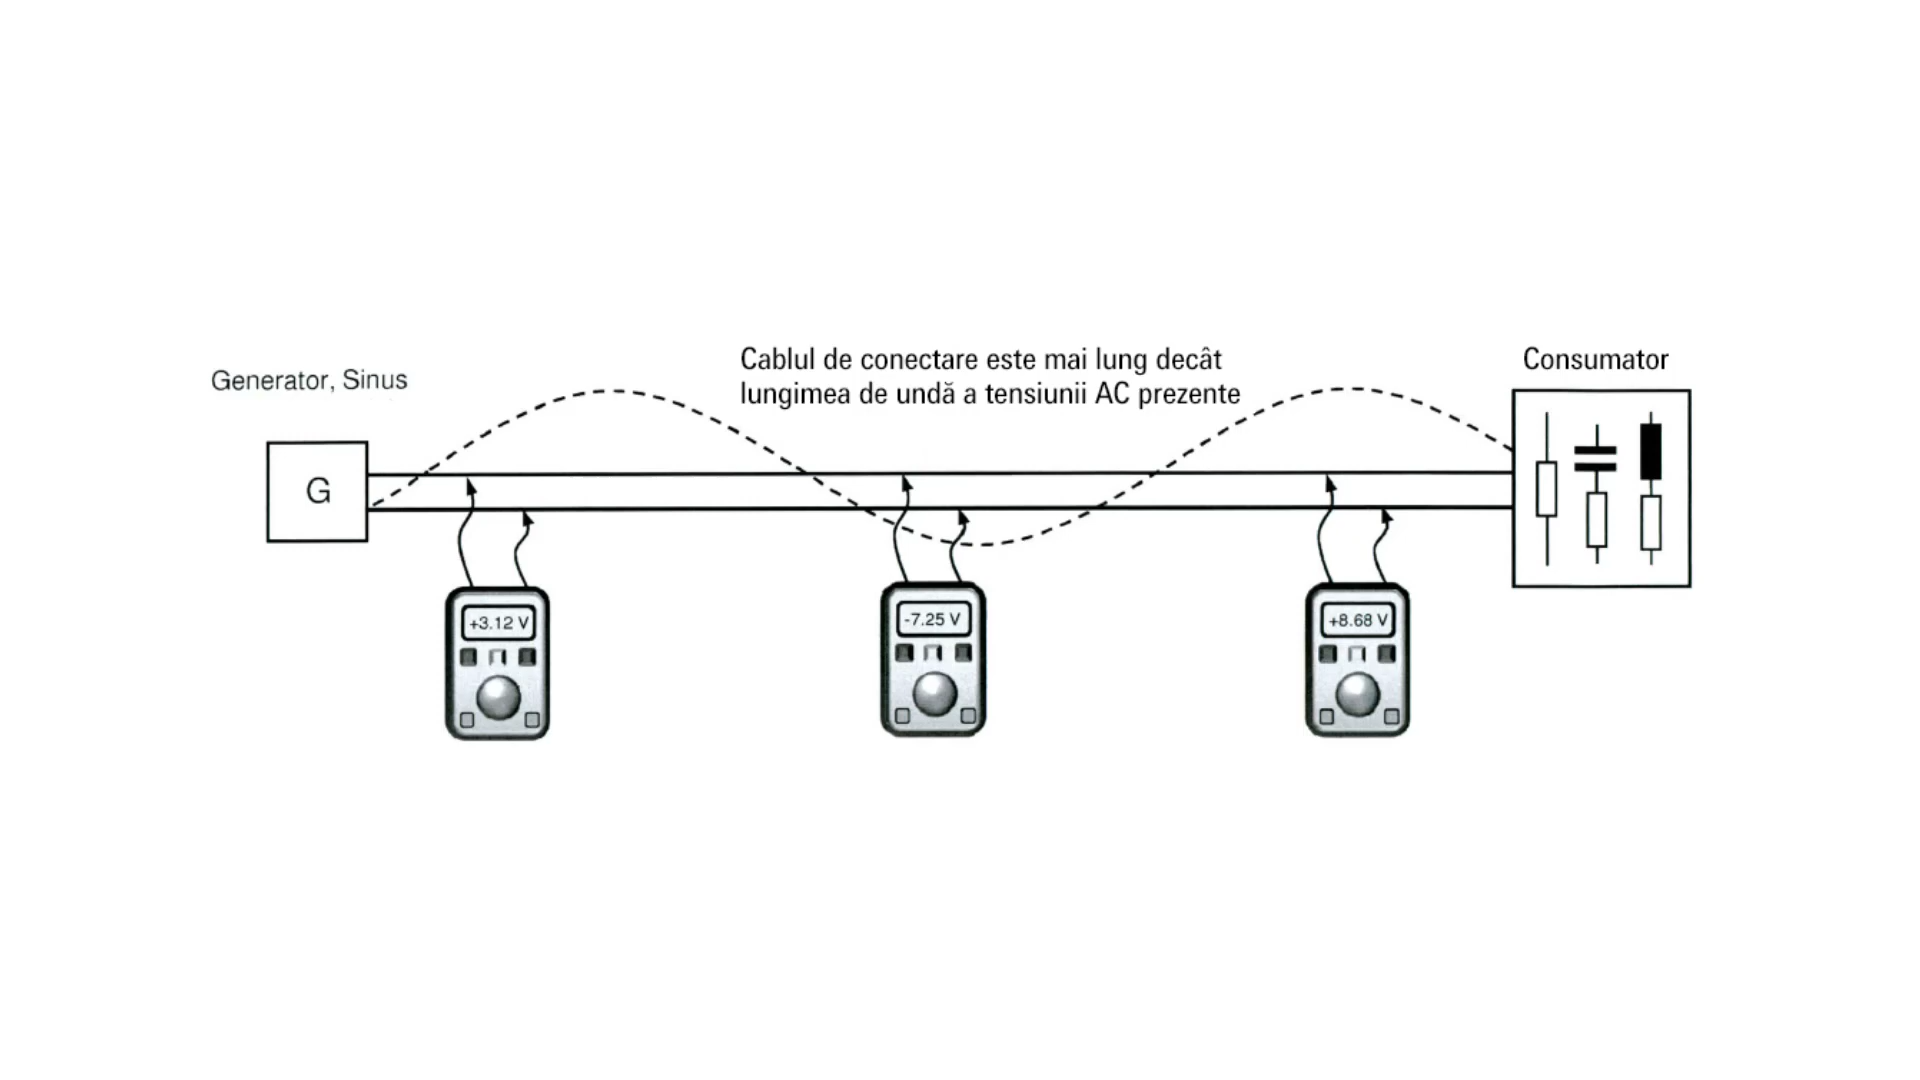 Generator, Sinus
Cablul de conectare este mai lung decât
lungimea de undă a tensiunii AC prezente
Consumator
G
+3.12 V
-7.25 V
+8.68 V